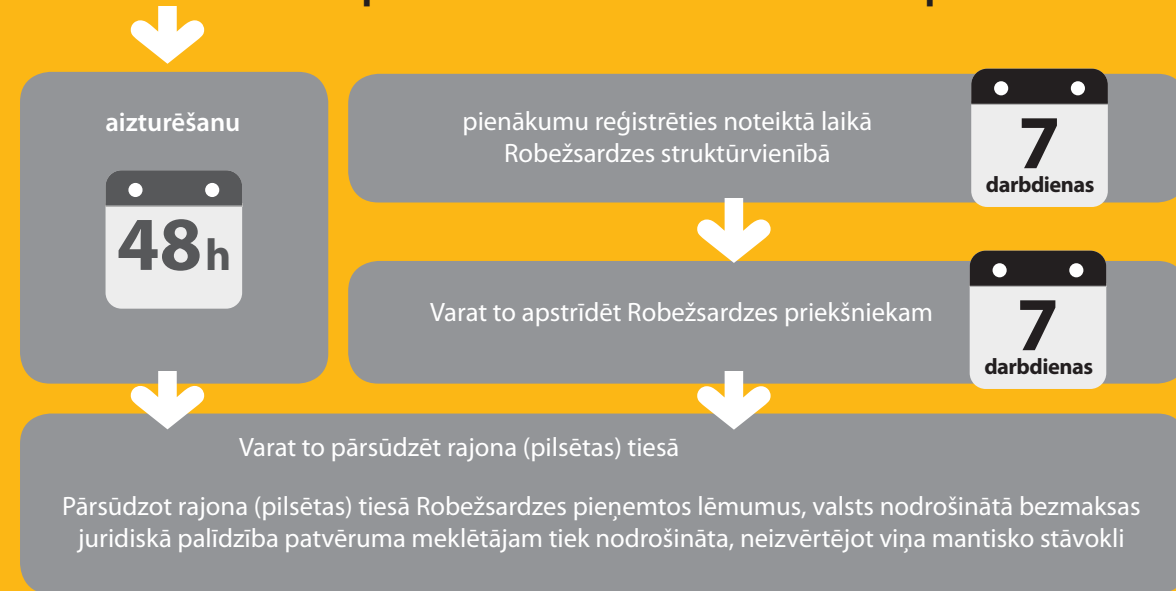 aizturēšanu
48h
pienākumu reģistrēties noteiktā laikā
Robežsardzes struktūrvienībā
7
darbdienas
Varat to apstrīdēt Robežsardzes priekšniekam
7
darbdienas
Varat to pārsūdzēt rajona (pilsētas) tiesā
Pārsūdzot rajona (pilsētas) tiesā Robežsardzes pieņemtos lēmumus, valsts nodrošinātā bezmaksas
juridiskā palīdzība patvēruma meklētājam tiek nodrošināta, neizvērtējot viņa mantisko stāvokli